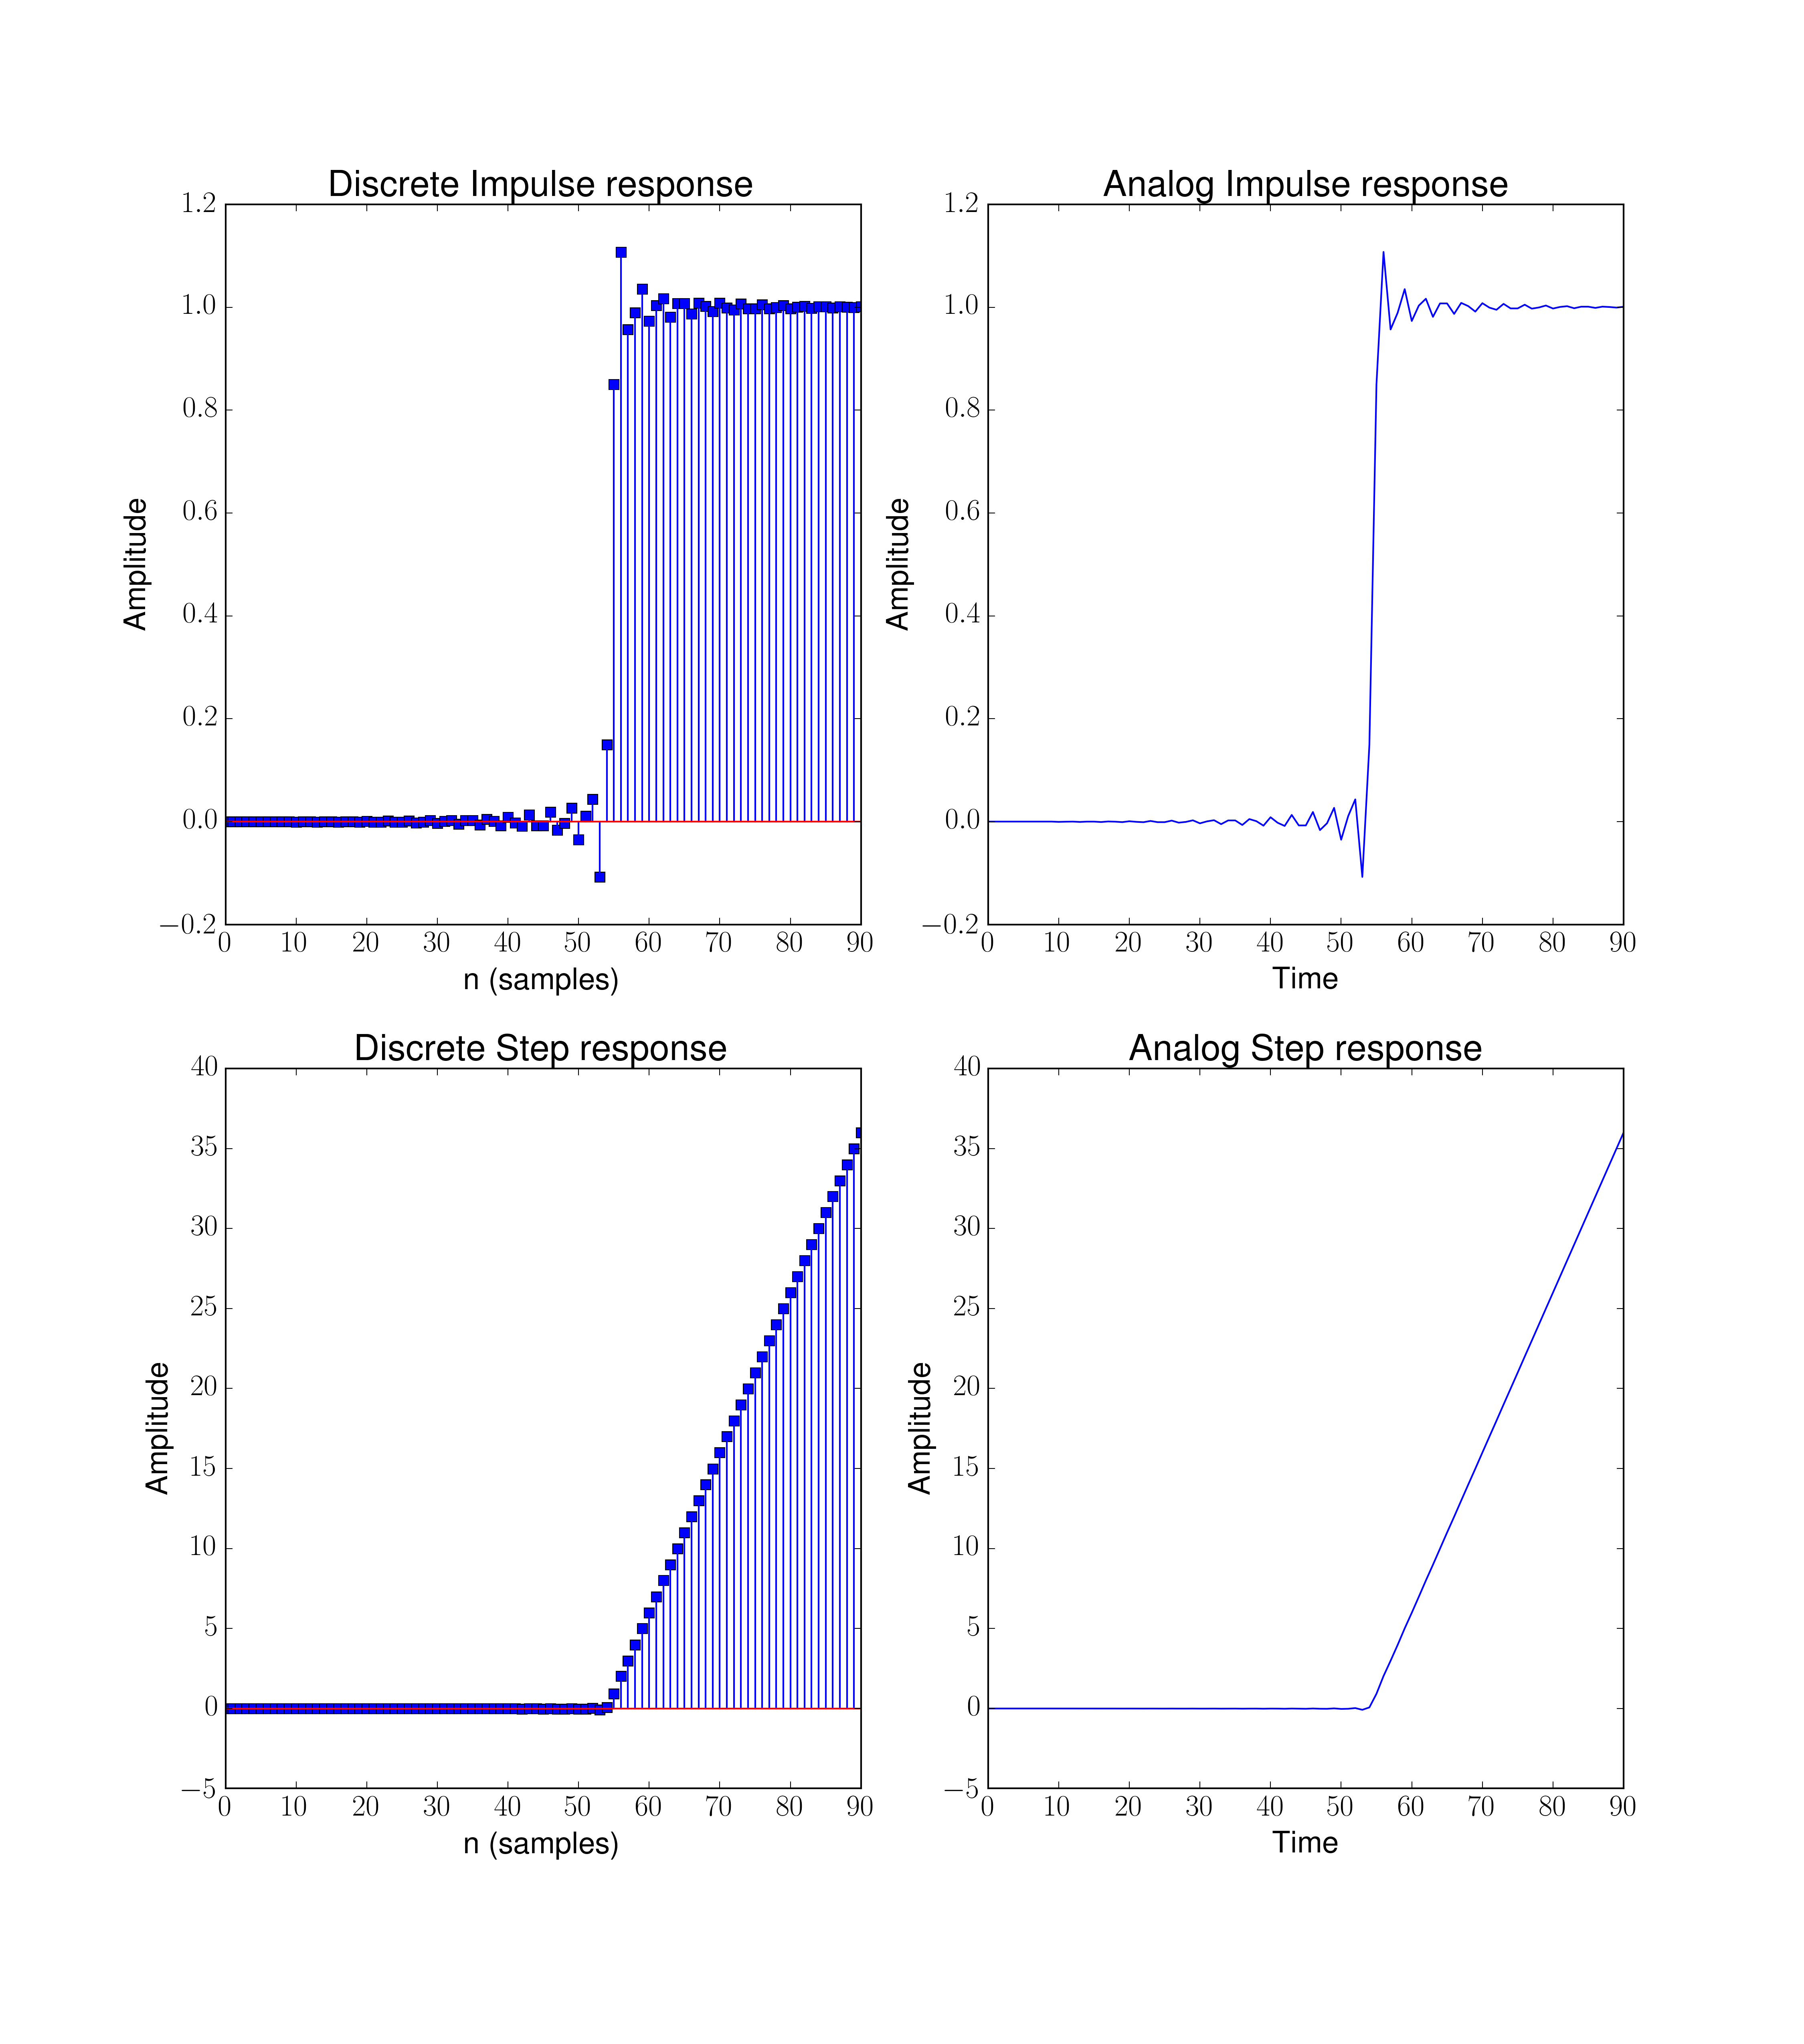 Discrete Impulse response
1.2
1.0
0.8
0.6
0.4
0.2
0.0
−0.2
Amplitude
0 10 20 30 40 50 60 70 80 90
n (samples)
Analog Impulse response
1.2
1.0
0.8
0.6
0.4
0.2
0.0
−0.2
Amplitude
0 10 20 30 40 50 60 70 80 90
Time
Discrete Step response
40
35
30
25
20
15
10
5
0
−5
Amplitude
0 10 20 30 40 50 60 70 80 90
n (samples)
Analog Step response
40
35
30
25
20
15
10
5
0
−5
Amplitude
0 10 20 30 40 50 60 70 80 90
Time